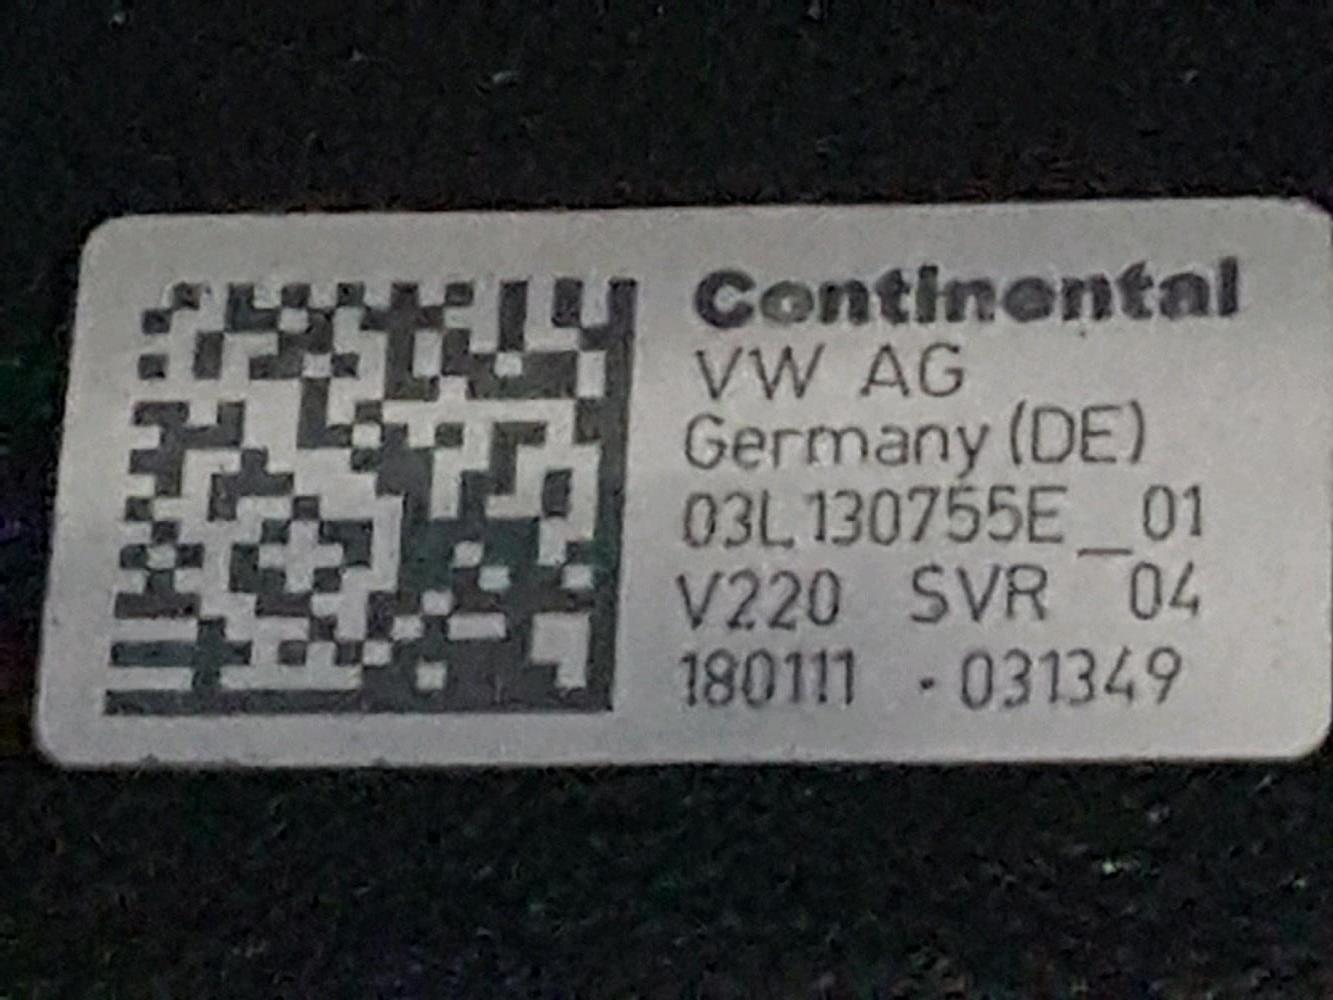 Continental
VW AG
Germany (DE)
03L130755E_01
V220 SVR 04
180111 · 031349